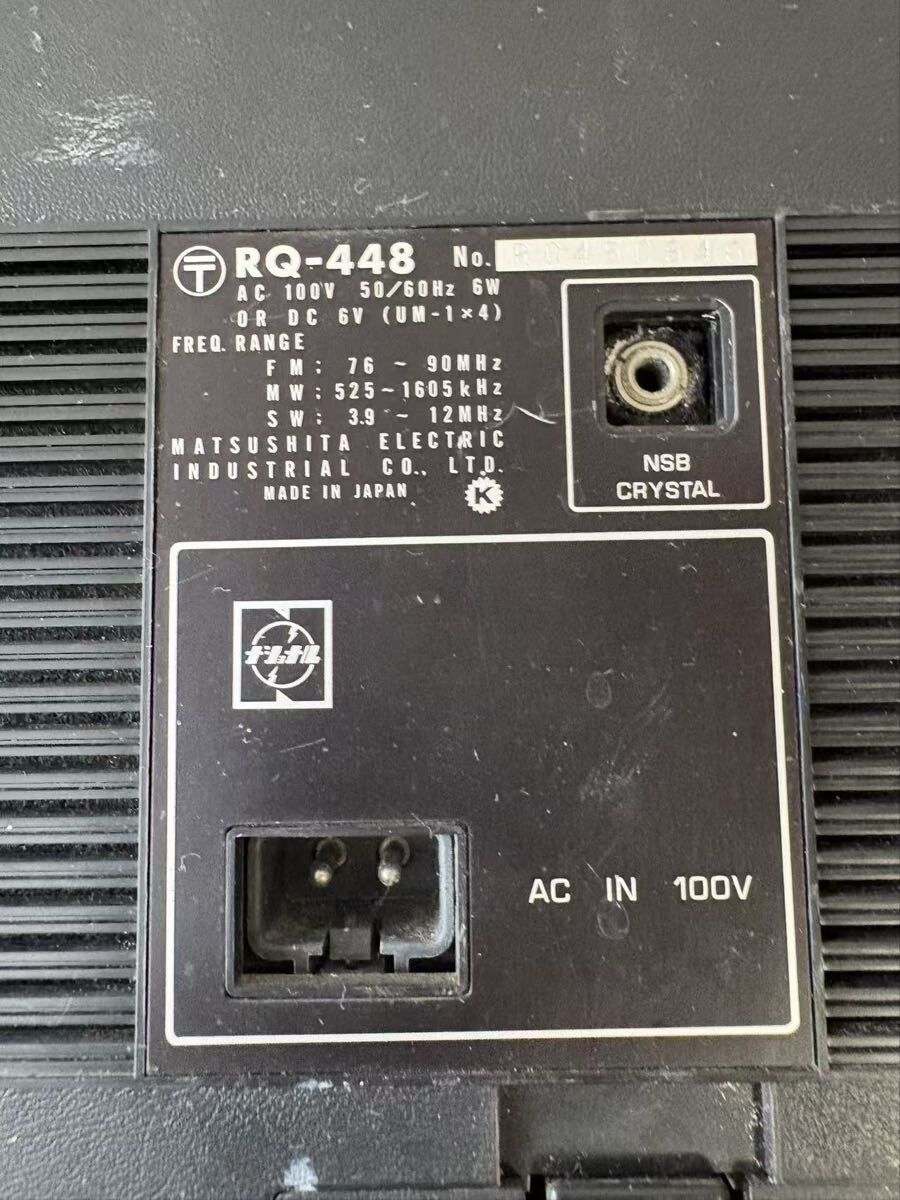 〒 RQ-448 No.
AC 100V 50/60Hz 6W
OR DC 6V (UM-1×4)
FREQ. RANGE
FM: 76 ~ 90MHz
MW: 525~1605kHz
SW: 3.9 ~ 12MHz
MATSUSHITA ELECTRIC
INDUSTRIAL CO., LTD.
MADE IN JAPAN
K
NSB
CRYSTAL
ナショナル
AC IN 100V